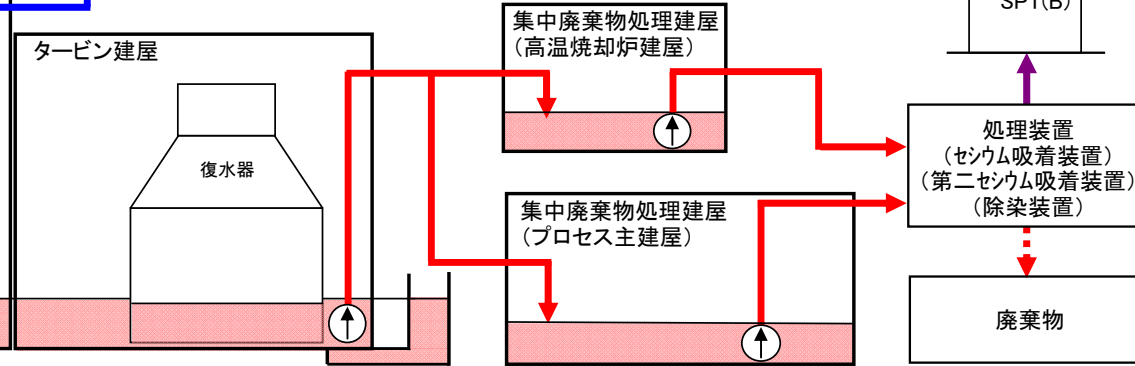 SPT(B)
タービン建屋
復水器
集中廃棄物処理建屋
(高温焼却炉建屋)
集中廃棄物処理建屋
(プロセス主建屋)
処理装置
(セシウム吸着装置)
(第二セシウム吸着装置)
(除染装置)
廃棄物